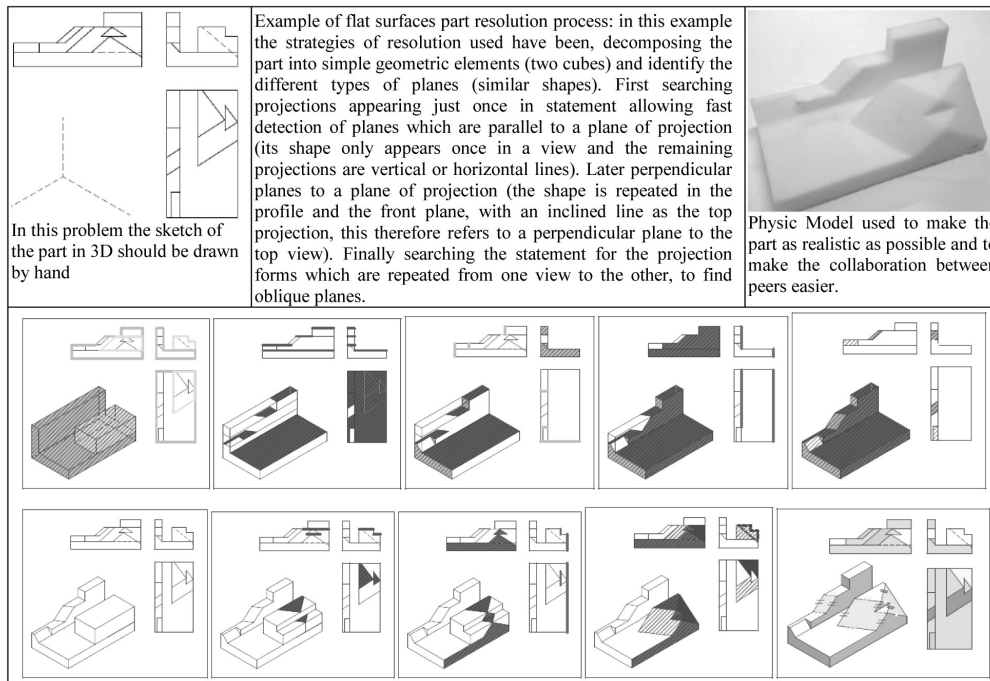 In this problem the sketch of
the part in 3D should be drawn
by hand
Example of flat surfaces part resolution process: in this example
the strategies of resolution used have been, decomposing the
part into simple geometric elements (two cubes) and identify the
different types of planes (similar shapes). First searching
projections appearing just once in statement allowing fast
detection of planes which are parallel to a plane of projection
(its shape only appears once in a view and the remaining
projections are vertical or horizontal lines). Later perpendicular
planes to a plane of projection (the shape is repeated in the
profile and the front plane, with an inclined line as the top
projection, this therefore refers to a perpendicular plane to the
top view). Finally searching the statement for the projection
forms which are repeated from one view to the other, to find
oblique planes.
Physic Model used to make the
part as realistic as possible and to
make the collaboration between
peers easier.